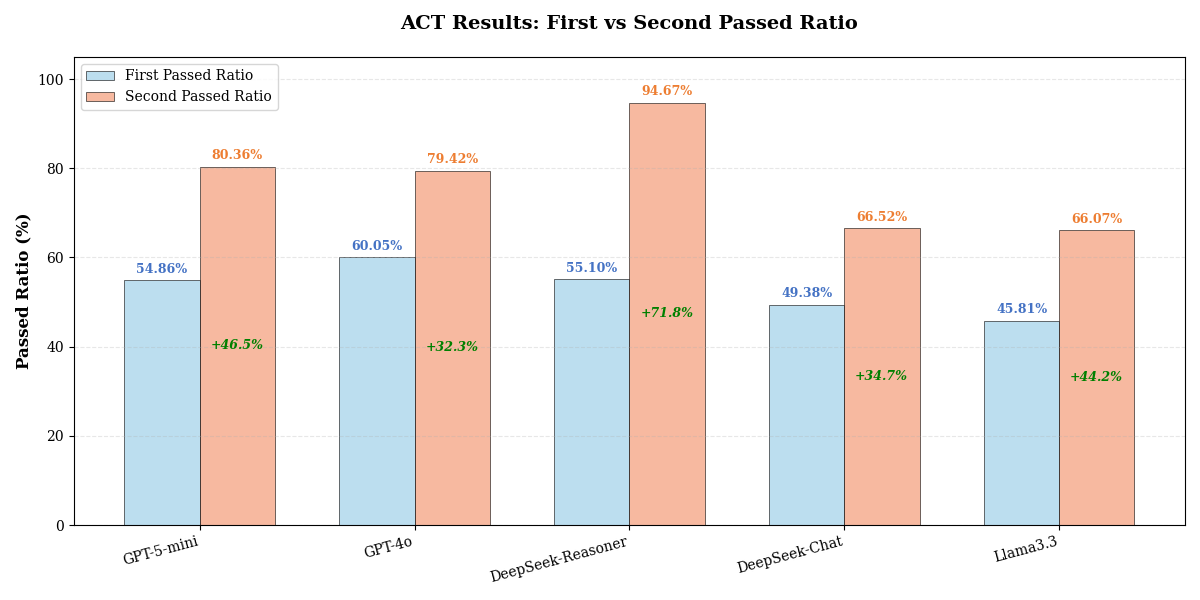 ACT Results: First vs Second Passed Ratio
First Passed Ratio
Second Passed Ratio
Passed Ratio (%)
100
80
60
40
20
0
54.86%
80.36%
+46.5%
60.05%
79.42%
+32.3%
55.10%
94.67%
+71.8%
49.38%
66.52%
+34.7%
45.81%
66.07%
+44.2%
GPT-5-mini
GPT-4o
DeepSeek-Reasoner
DeepSeek-Chat
Llama3.3